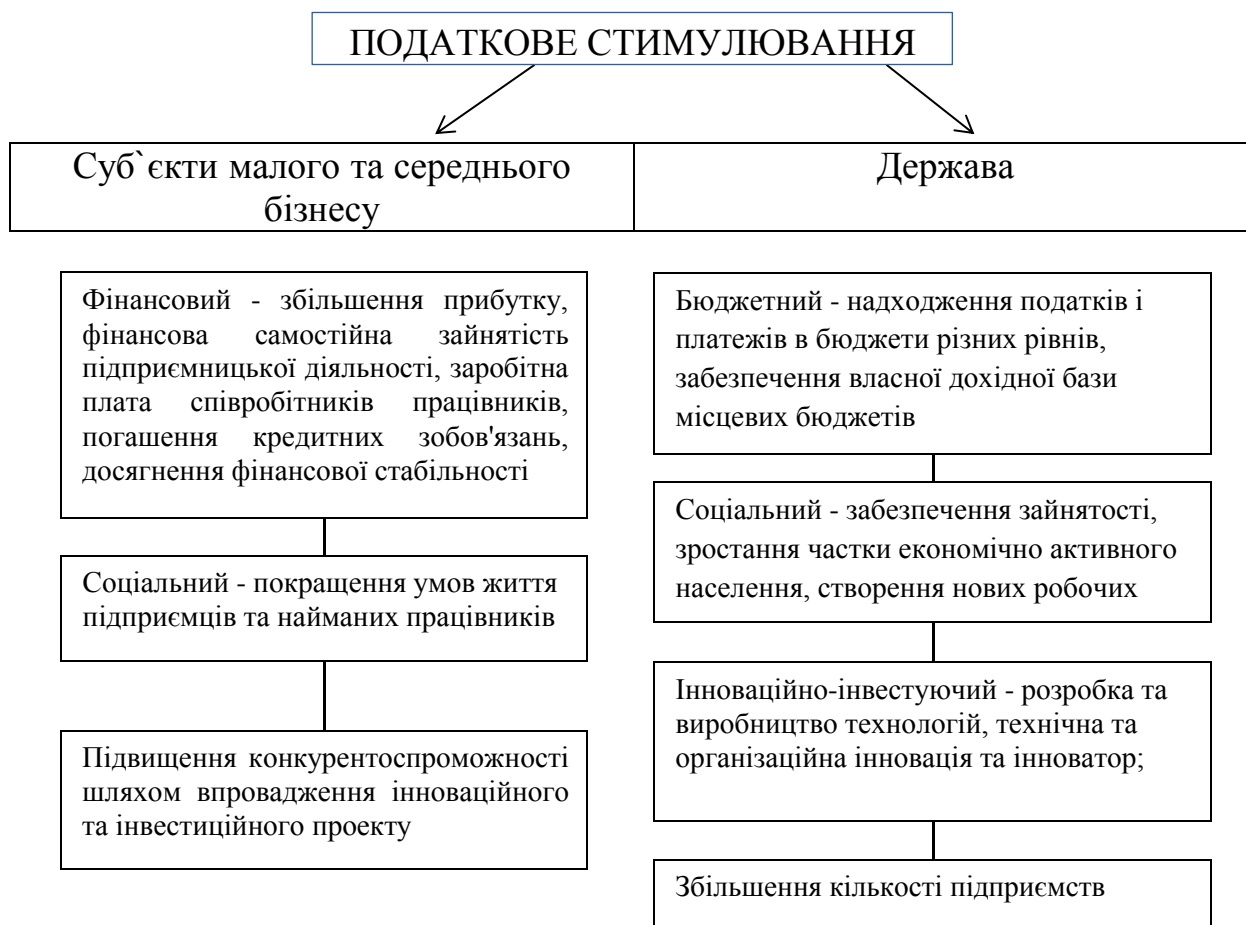 ПОДАТКОВЕ СТИМУЛЮВАННЯ
Суб`єкти малого та середнього
бізнесу
Держава
Фінансовий - збільшення прибутку,
фінансова самостійна зайнятість
підприємницької діяльності, заробітна
плата співробітників працівників,
погашення кредитних зобов'язань,
досягнення фінансової стабільності
Соціальний - покращення умов життя
підприємців та найманих працівників
Підвищення конкурентоспроможності
шляхом впровадження інноваційного
та інвестиційного проекту
Бюджетний - надходження податків і
платежів в бюджети різних рівнів,
забезпечення власної дохідної бази
місцевих бюджетів
Соціальний - забезпечення зайнятості,
зростання частки економічно активного
населення, створення нових робочих
Інноваційно-інвестуючий - розробка та
виробництво технологій, технічна та
організаційна інновація та інноватор;
Збільшення кількості підприємств